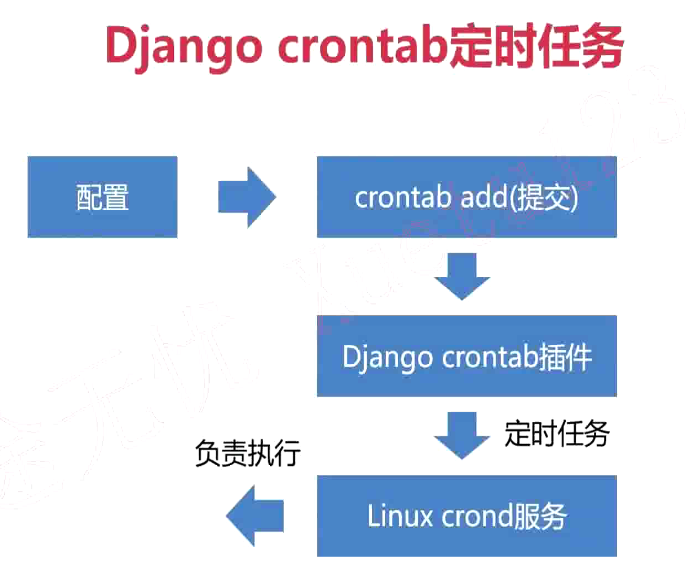 Django crontab定时任务
配置
crontab add(提交)
Django crontab插件
定时任务
负责执行
Linux crond服务